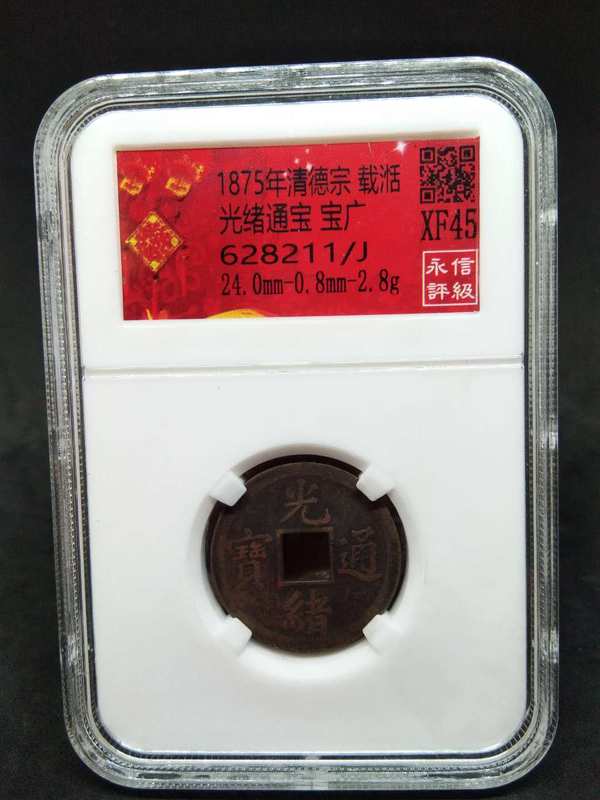 1875年清德宗 载湉
光绪通宝 宝广
628211/J
24.0mm-0.8mm-2.8g
XF45
永信
評級
光
寶 通
緒